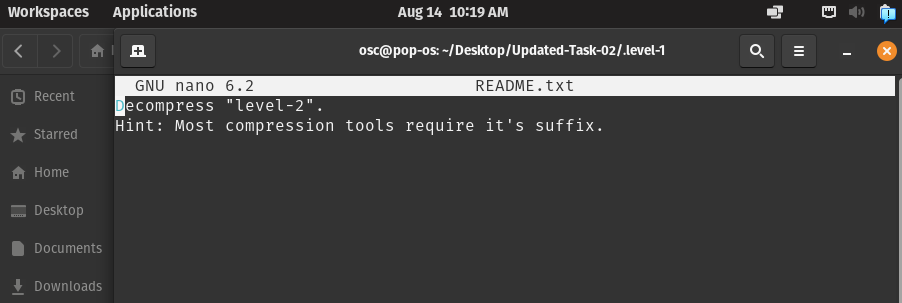 Workspaces Applications Aug 14 10:19 AM
osc@pop-os: ~/Desktop/Updated-Task-02/.level-1
GNU nano 6.2 README.txt
Decompress "level-2".
Hint: Most compression tools require it's suffix.
Recent
Starred
Home
Desktop
Documents
Downloads